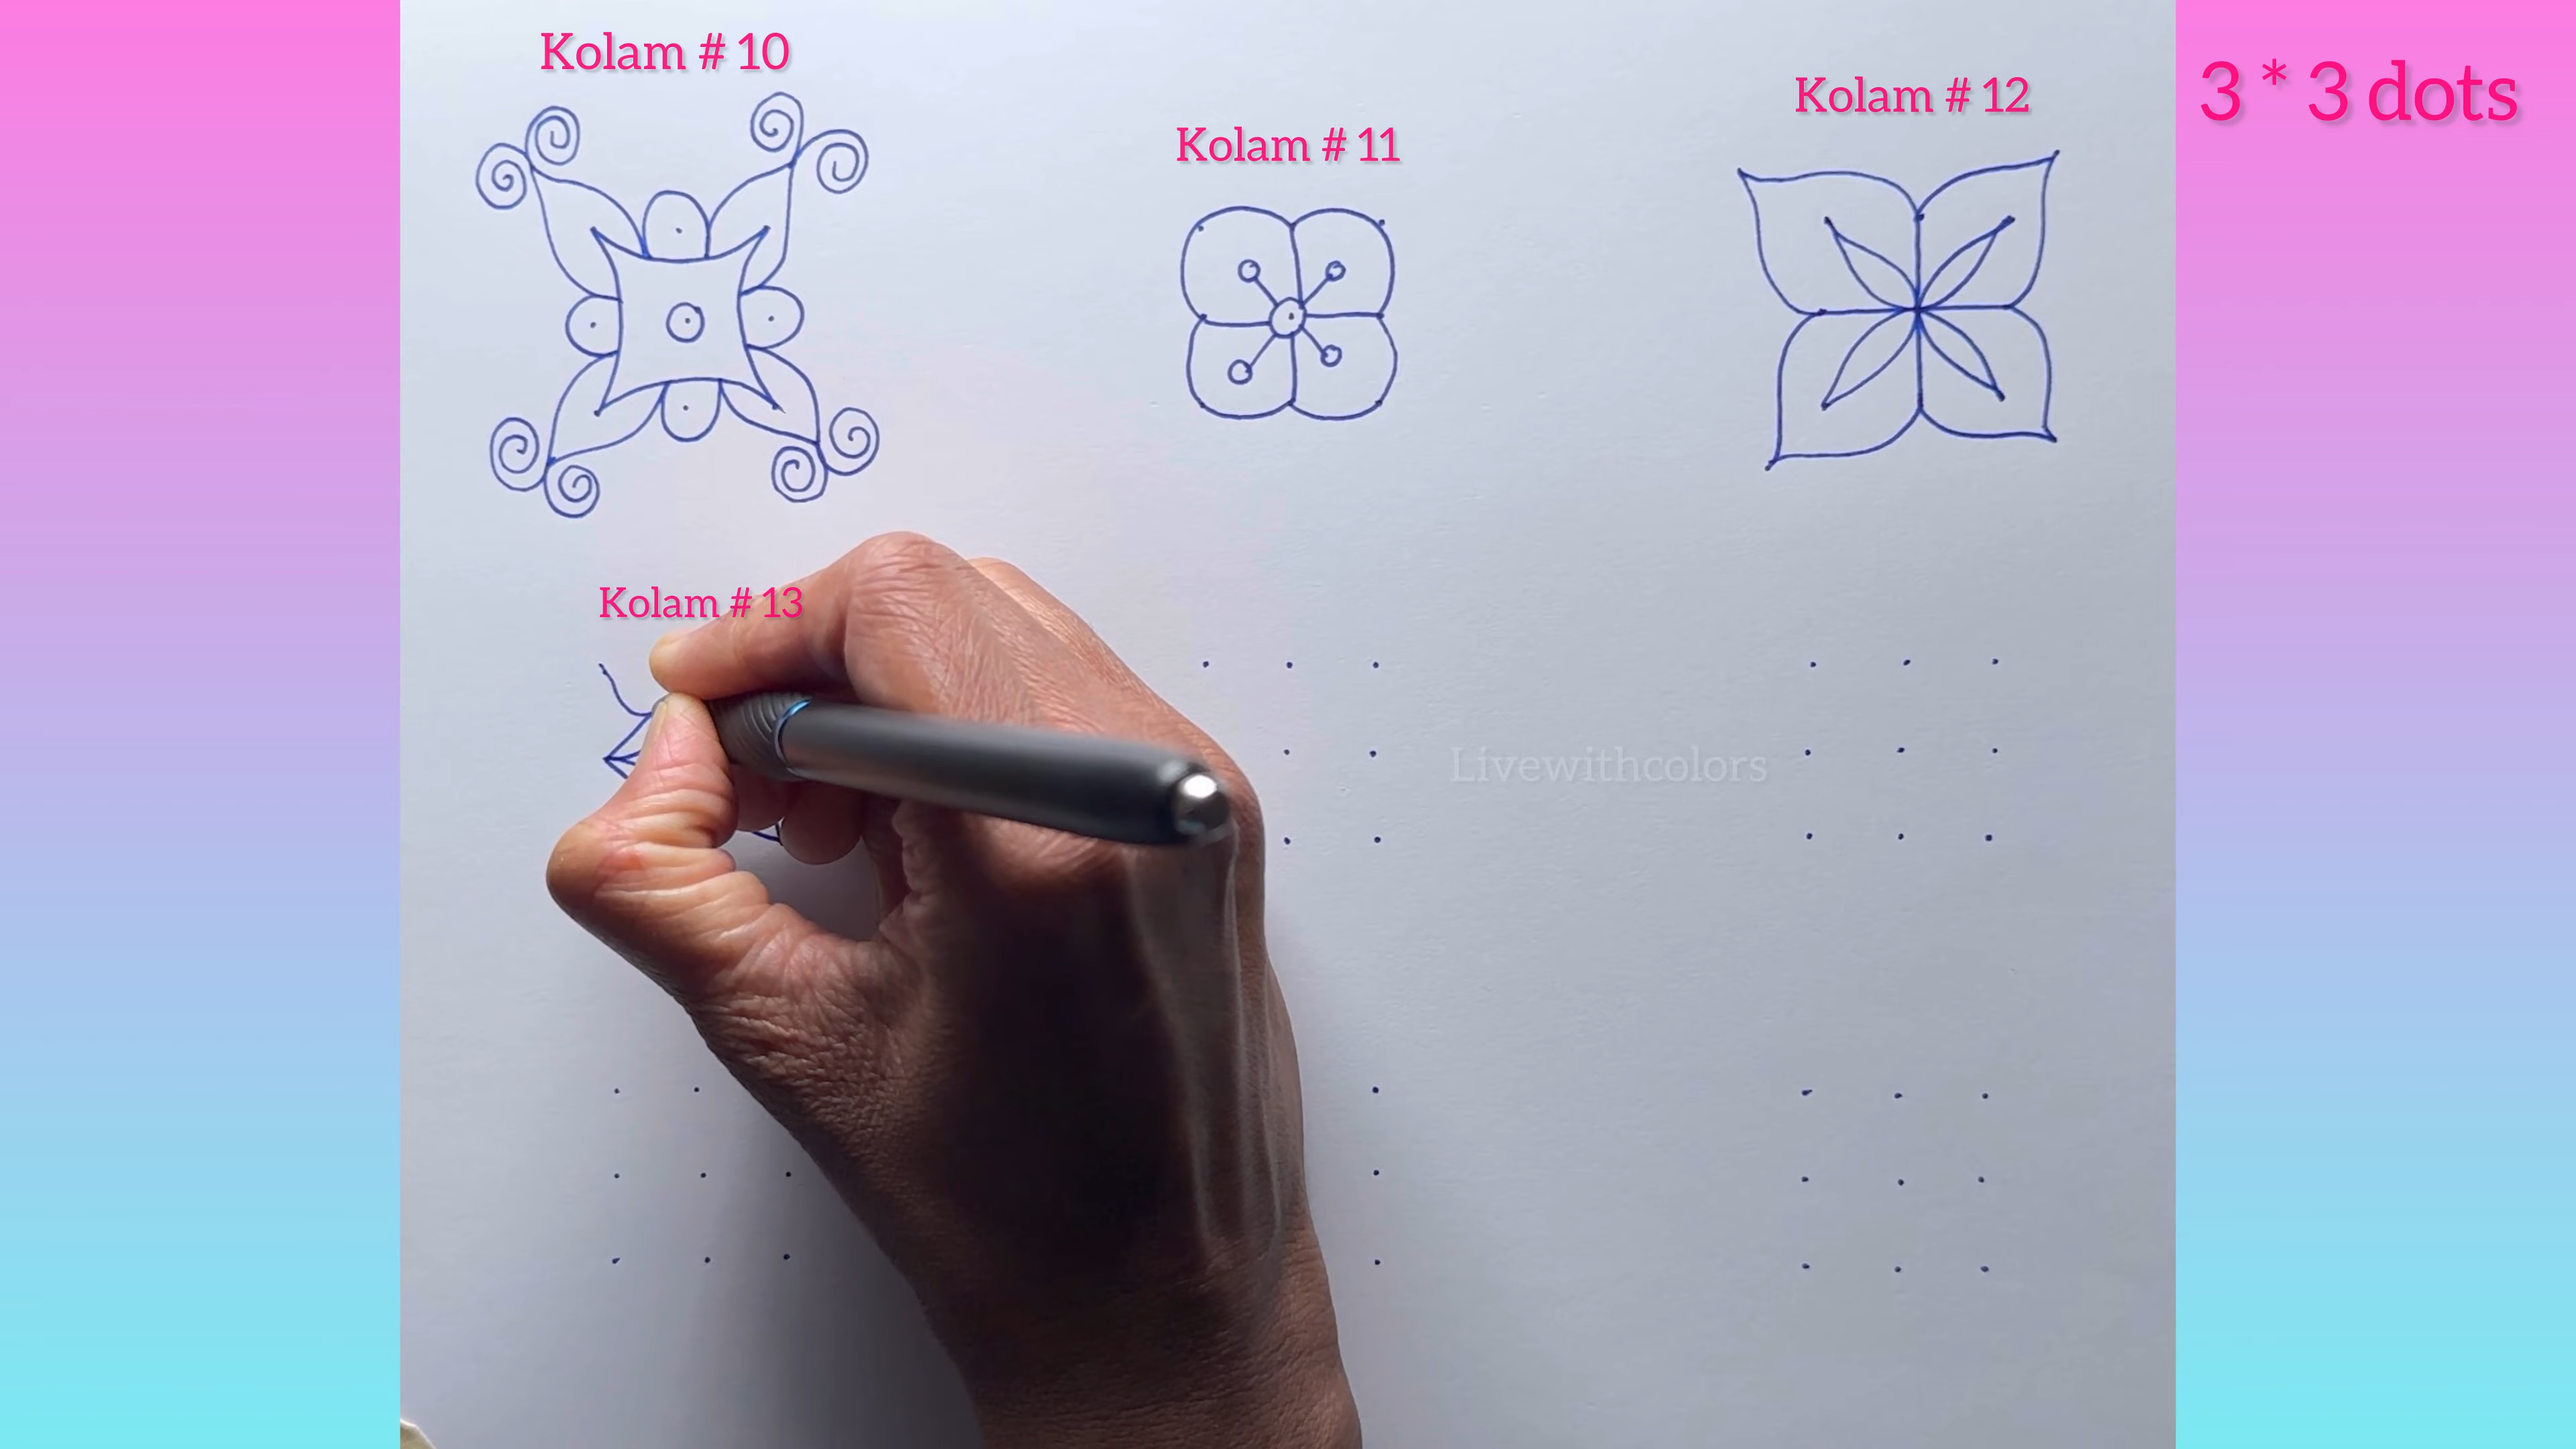 Kolam # 10
Kolam # 11
Kolam # 12
3 * 3 dots
Kolam # 13
Livewithcolors